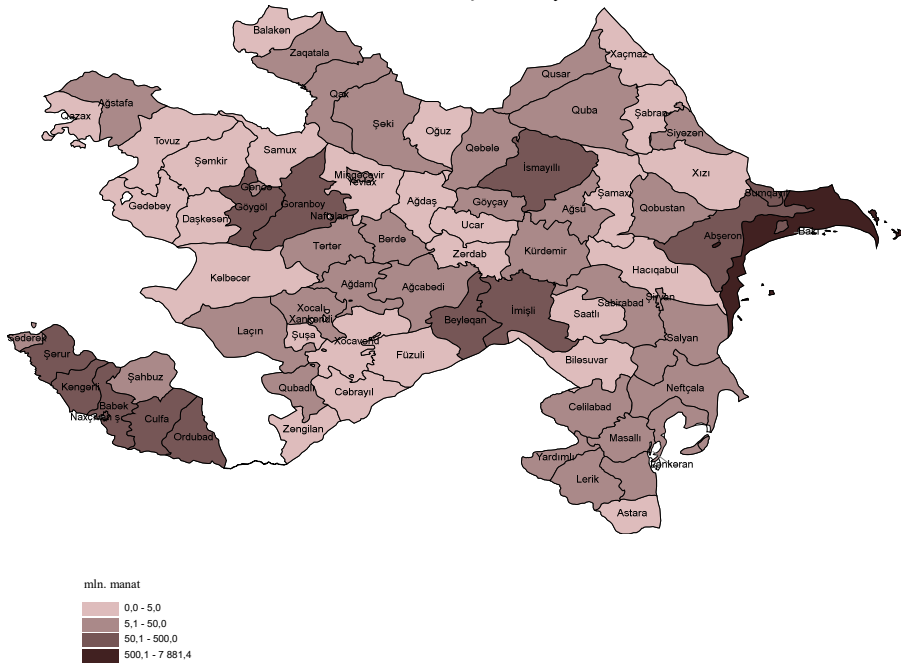 Balakən
Zaqatala
Xaçmaz
Qusar
Qax
Quba
Ağstafa
Qazax
Şəki
Oğuz
Şabran
Siyəzən
Tovuz
Samux
Qəbələ
Şəmkir
İsmayıllı
Xızı
Mingəçevir
Yevlax
Gəncə
Sumqayıt
Şamaxı
Gədəbəy
Göygöl
Goranboy
Ağdaş
Göyçay
Ağsu
Qobustan
Daşkəsən
Naftalan
Ucar
Abşeron
Bakı
Tərtər
Bərdə
Zərdab
Kürdəmir
Hacıqabul
Kəlbəcər
Ağdam
Ağcabədi
Xocalı
Xankəndi
Sabirabad
Şirvan
Beyləqan
İmişli
Saatlı
Laçın
Şuşa
Xocavənd
Salyan
Sədərək
Şərur
Füzuli
Biləsuvar
Şahbuz
Kəngərli
Qubadlı
Cəbrayıl
Neftçala
Babək
Naxçıvan ş.
Culfa
Cəlilabad
Ordubad
Zəngilan
Masallı
Yardımlı
Lənkəran
Lerik
Astara
mln. manat
0,0 - 5,0
5,1 - 50,0
50,1 - 500,0
500,1 - 7 881,4